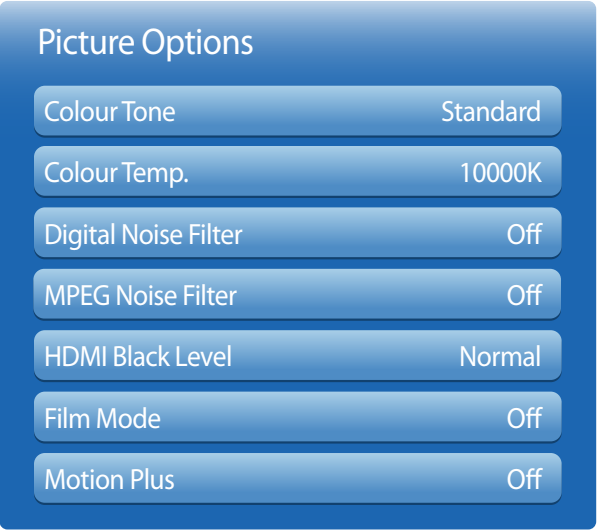 Picture Options
Colour Tone Standard
Colour Temp. 10000K
Digital Noise Filter Off
MPEG Noise Filter Off
HDMI Black Level Normal
Film Mode Off
Motion Plus Off